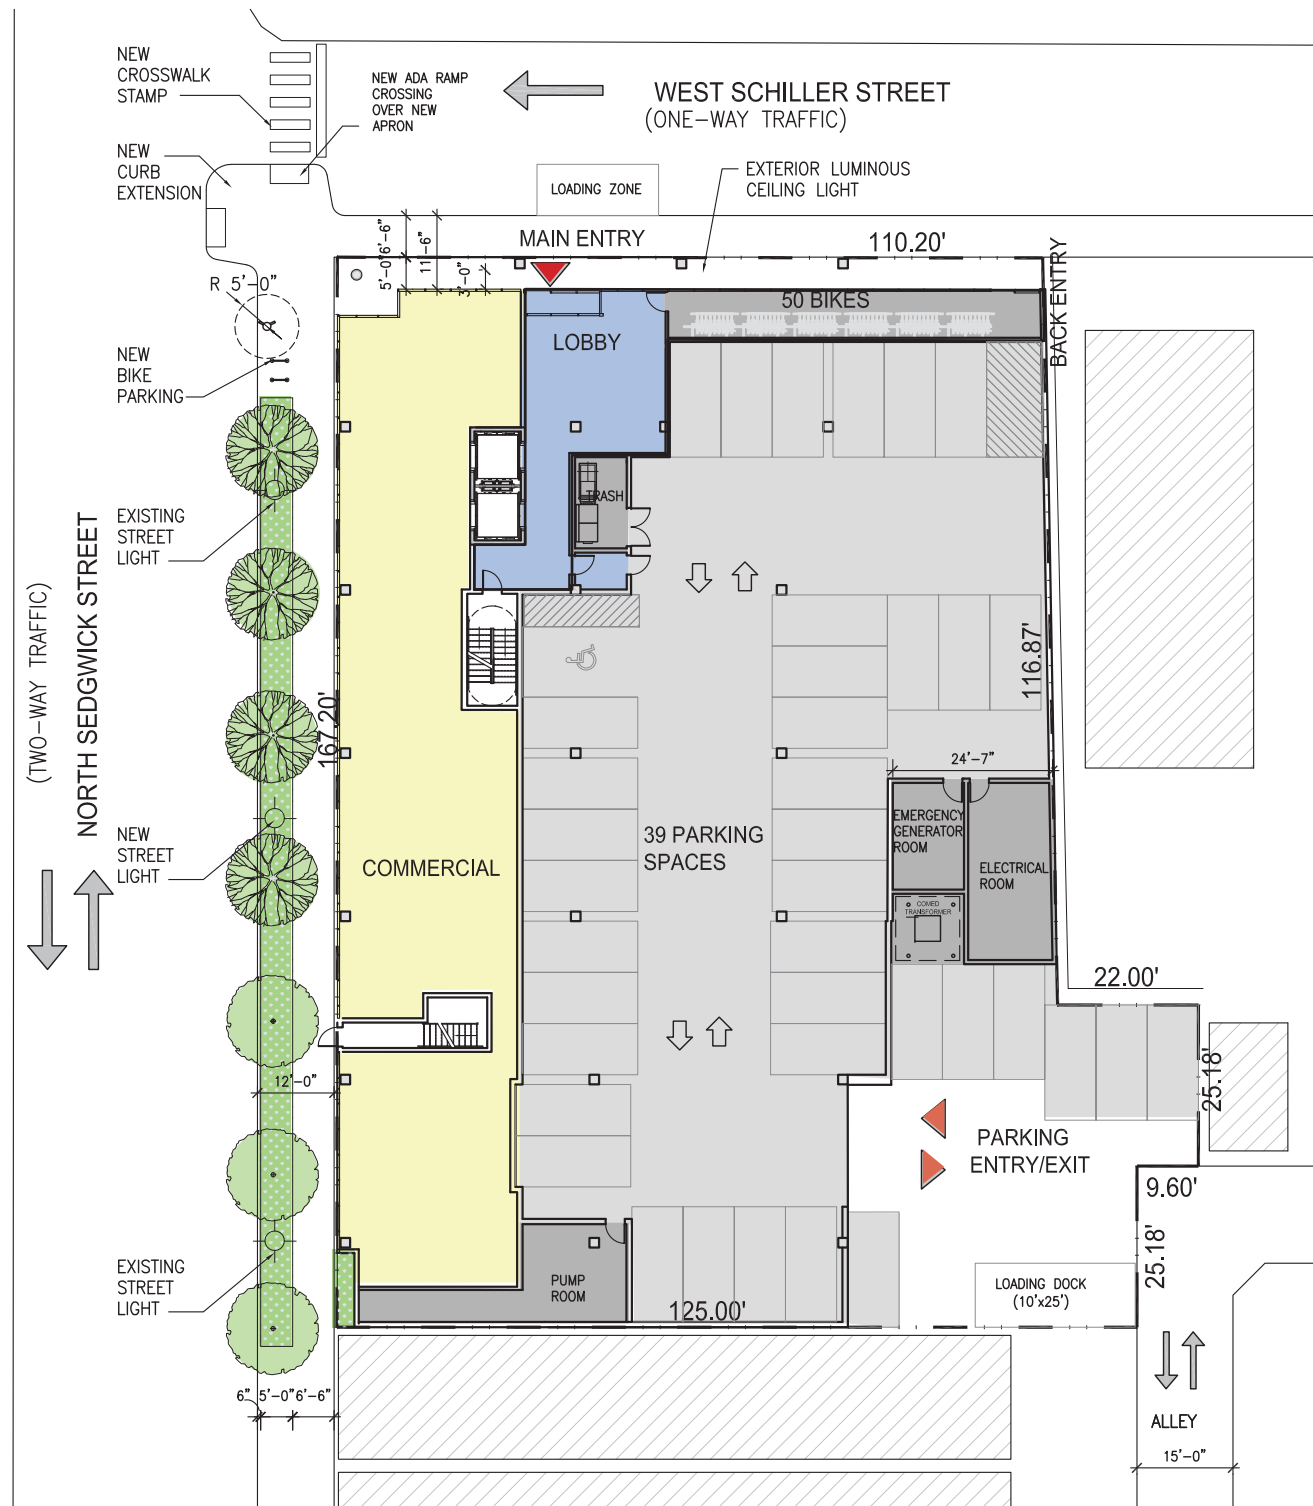 NEW
CROSSWALK
STAMP
NEW ADA RAMP
CROSSING
OVER NEW
APRON
WEST SCHILLER STREET
(ONE-WAY TRAFFIC)
NEW
CURB
EXTENSION
LOADING ZONE
EXTERIOR LUMINOUS
CEILING LIGHT
5'-0"
6'-6"
11'-6"
3'-0"
MAIN ENTRY
110.20'
BACK ENTRY
R 5'-0"
50 BIKES
LOBBY
NEW
BIKE
PARKING
TRASH
EXISTING
STREET
LIGHT
(TWO-WAY TRAFFIC)
NORTH SEDGWICK STREET
167.20'
116.87'
24'-7"
NEW
STREET
LIGHT
COMMERCIAL
39 PARKING
SPACES
EMERGENCY
GENERATOR
ROOM
ELECTRICAL
ROOM
COMED
TRANSFORMER
22.00'
25.18'
12'-0"
PARKING
ENTRY/EXIT
9.60'
25.18'
EXISTING
STREET
LIGHT
PUMP
ROOM
125.00'
LOADING DOCK
(10'x25')
6"
5'-0"
6'-6"
ALLEY
15'-0"